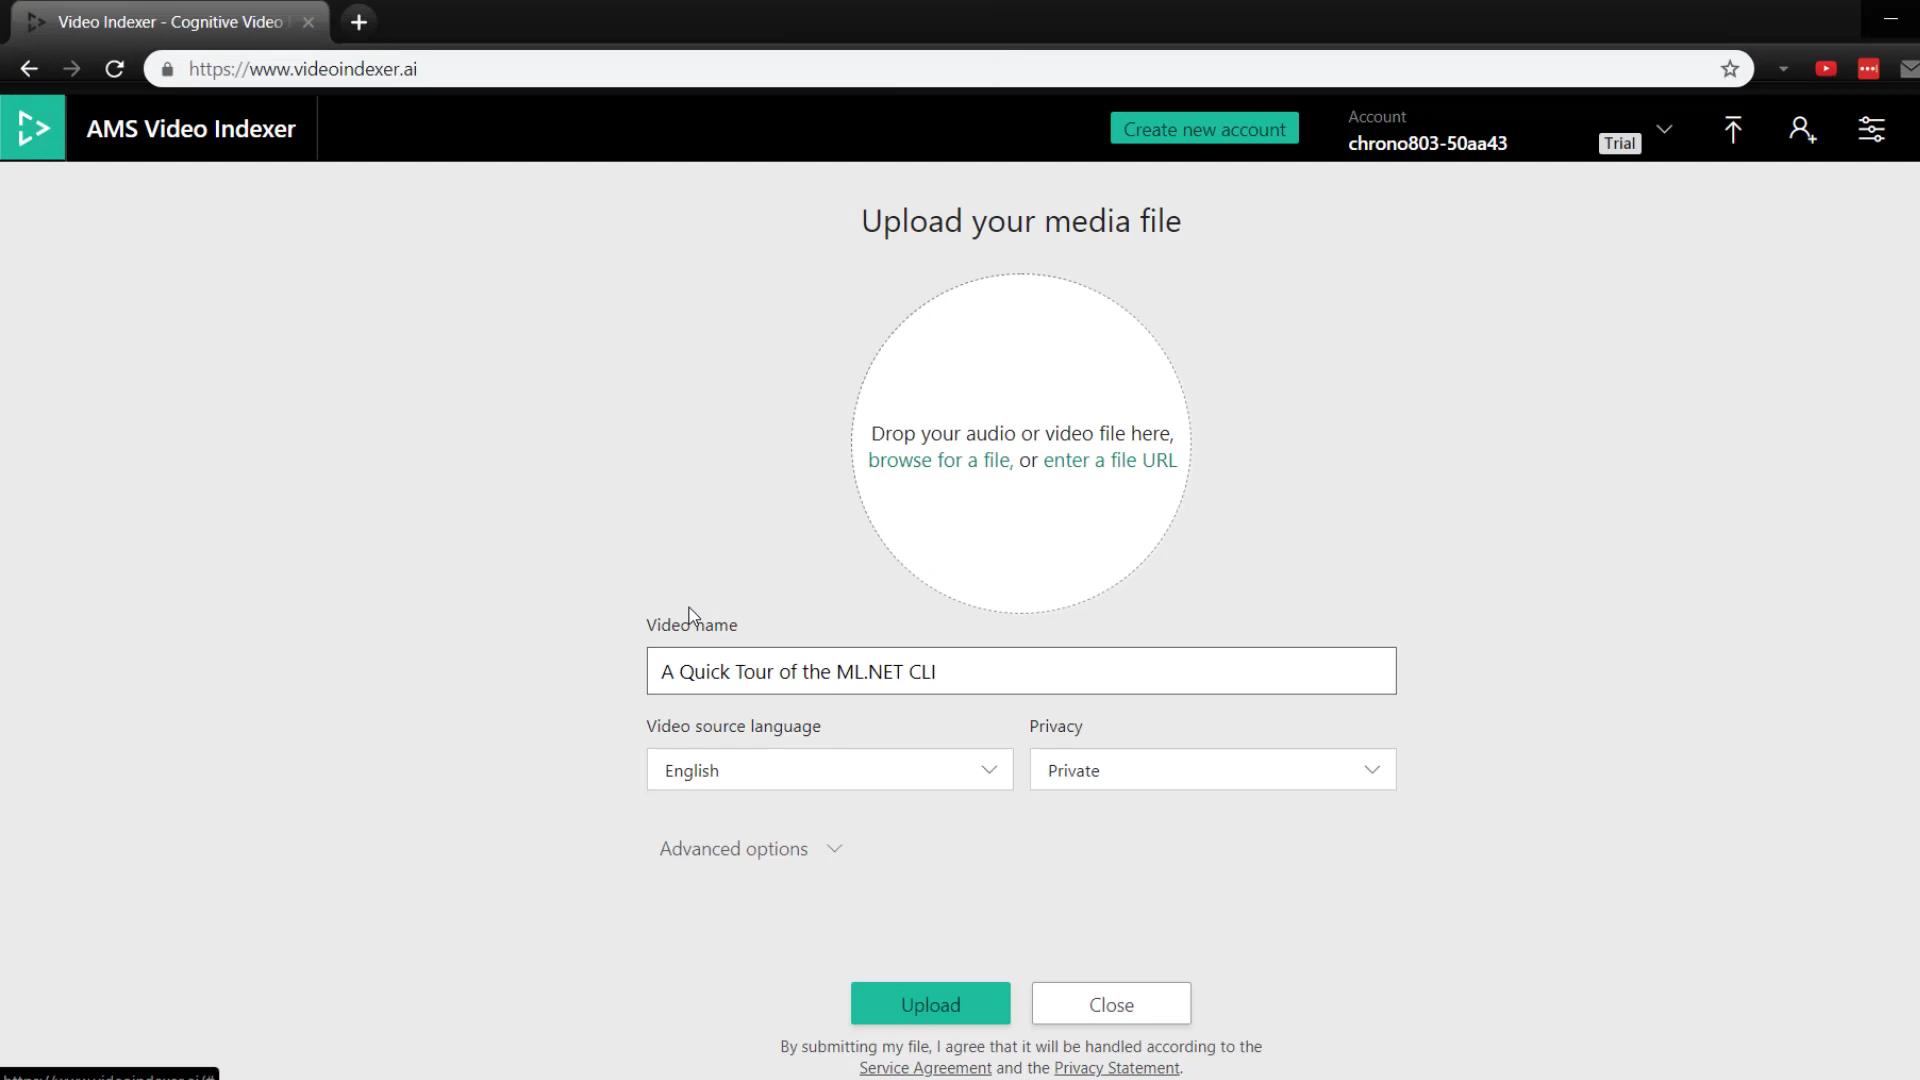 Video Indexer - Cognitive Video
https://www.videoindexer.ai
AMS Video Indexer
Create new account
Account
chrono803-50aa43
Trial
Upload your media file
Drop your audio or video file here,
browse for a file, or enter a file URL
Video name
A Quick Tour of the ML.NET CLI
Video source language
Privacy
English
Private
Advanced options
Upload
Close
By submitting my file, I agree that it will be handled according to the
Service Agreement and the Privacy Statement.